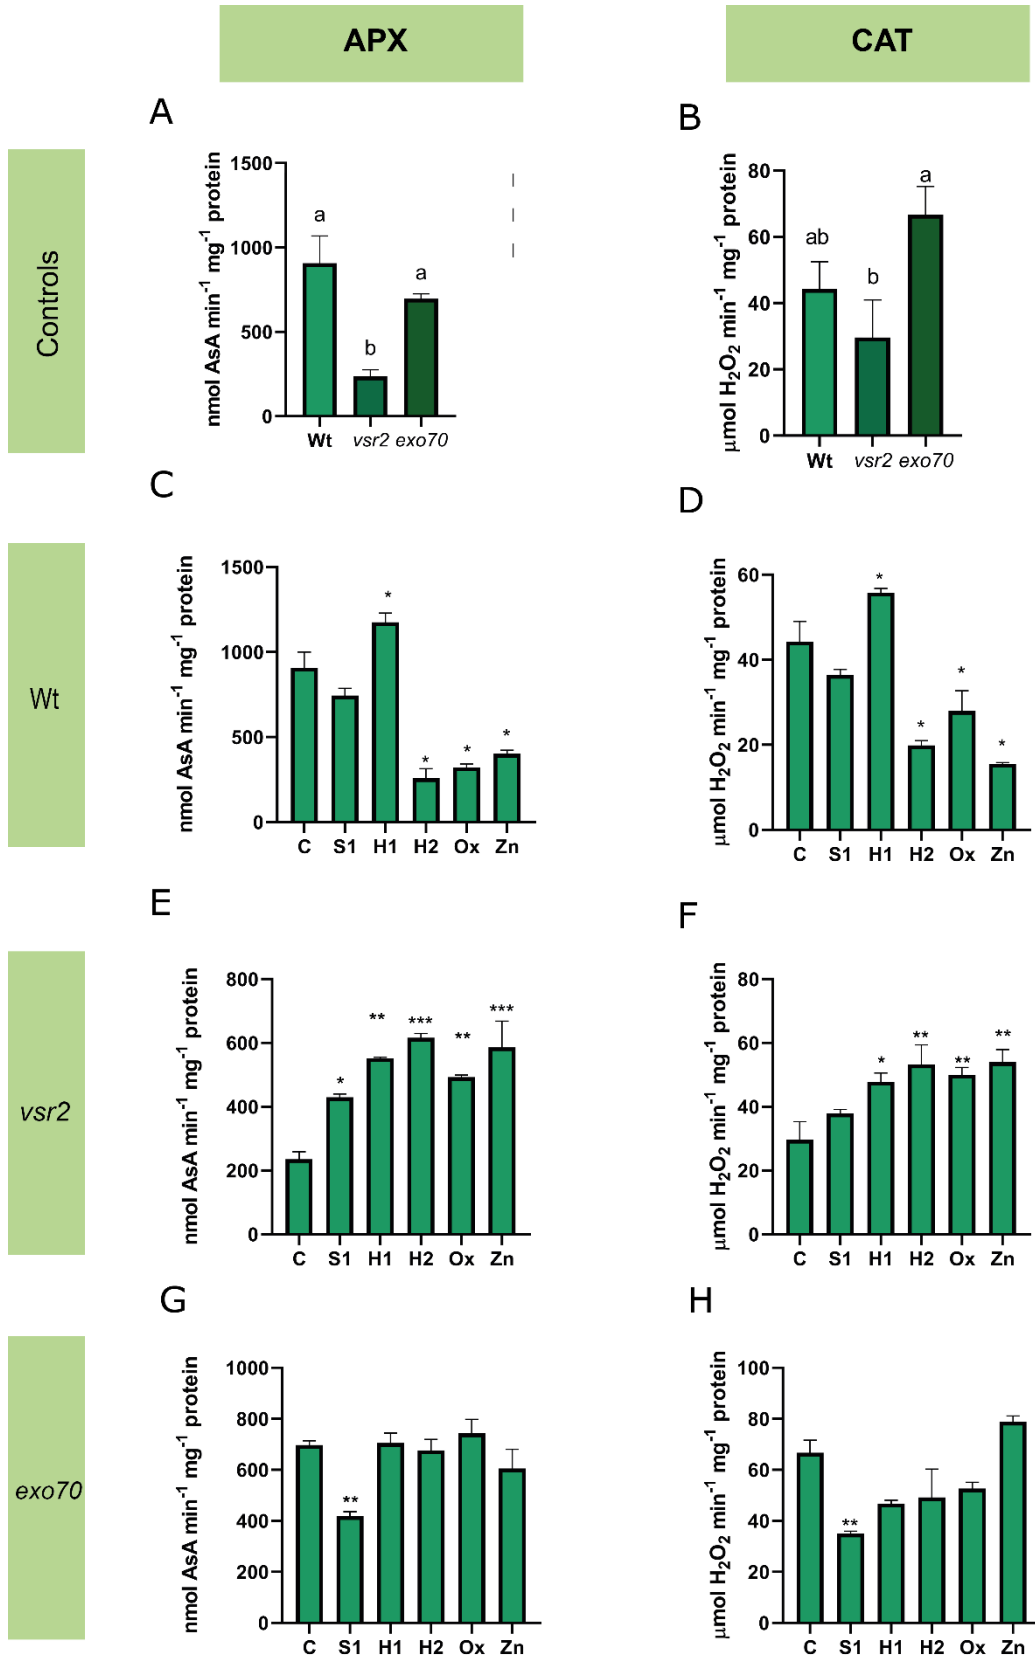 APX
CAT
Controls
A
nmol AsA min-1 mg-1 protein
1500
1000
500
0
a
b
a
Wt
vsr2
exo70
B
μmol H2O2 min-1 mg-1 protein
80
60
40
20
0
ab
b
a
Wt
vsr2
exo70
Wt
C
nmol AsA min-1 mg-1 protein
1500
1000
500
0
*
*
*
*
C S1 H1 H2 Ox Zn
D
μmol H2O2 min-1 mg-1 protein
60
40
20
0
*
*
*
*
C S1 H1 H2 Ox Zn
vsr2
E
nmol AsA min-1 mg-1 protein
800
600
400
200
0
*
**
***
**
***
C S1 H1 H2 Ox Zn
F
μmol H2O2 min-1 mg-1 protein
80
60
40
20
0
*
**
**
**
C S1 H1 H2 Ox Zn
exo70
G
nmol AsA min-1 mg-1 protein
1000
800
600
400
200
0
**
C S1 H1 H2 Ox Zn
H
μmol H2O2 min-1 mg-1 protein
100
80
60
40
20
0
**
C S1 H1 H2 Ox Zn